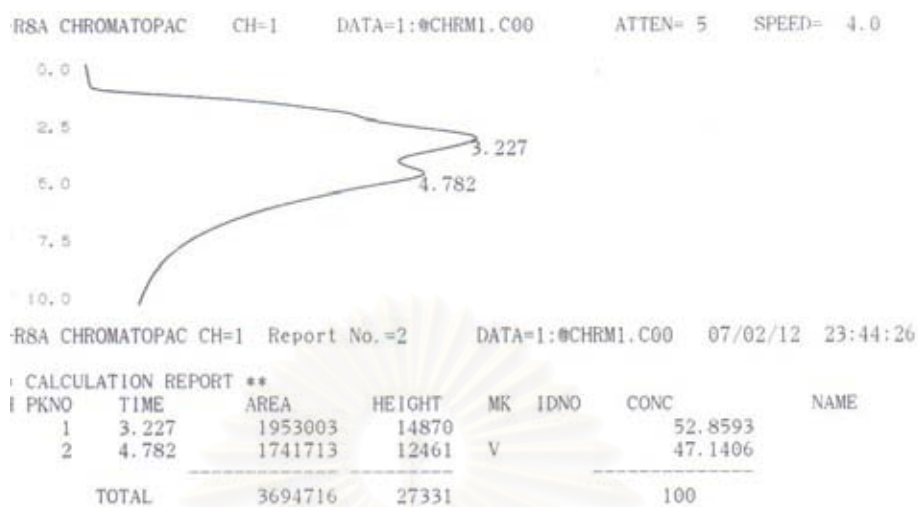 -R8A CHROMATOPAC CH=1 DATA=1:@CHRM1.C00 ATTEN= 5 SPEED= 4.0
0.0
2.5
3.227
5.0
4.782
7.5
10.0
-R8A CHROMATOPAC CH=1 Report No.=2 DATA=1:@CHRM1.C00 07/02/12 23:44:26
CALCULATION REPORT **
PKNO TIME AREA HEIGHT MK IDNO CONC NAME
1 3.227 1953003 14870 52.8593
2 4.782 1741713 12461 V 47.1406
TOTAL 3694716 27331 100